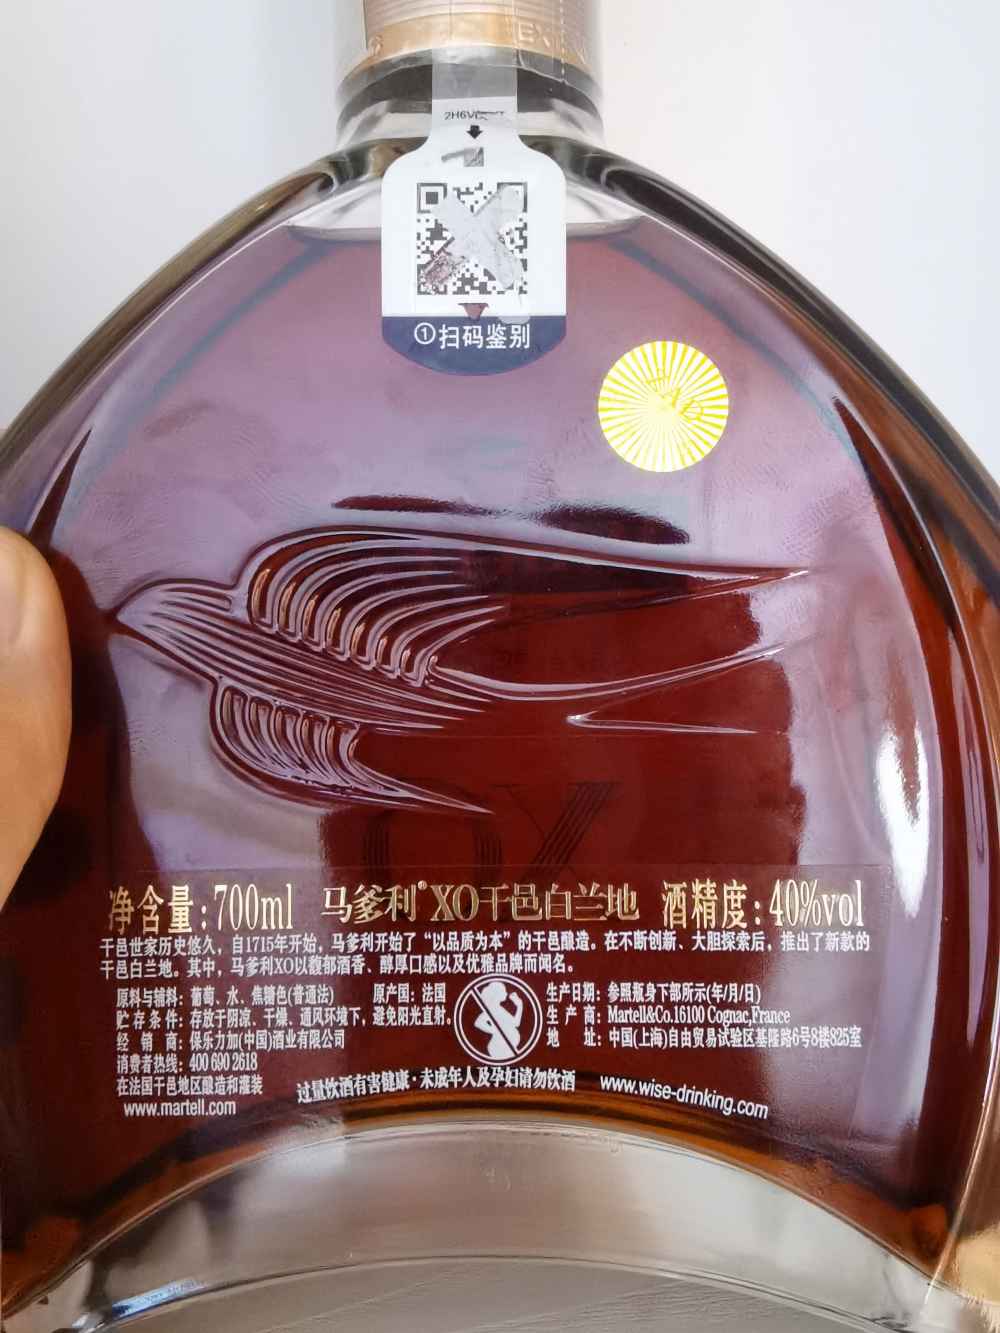 ①扫码鉴别
XO
净含量:700ml 马爹利®XO干邑白兰地 酒精度:40%vol
干邑世家历史悠久，自1715年开始，马爹利开始了“以品质为本”的干邑酿造。在不断创新、大胆探索后，推出了新款的
干邑白兰地。其中，马爹利XO以馥郁酒香、醇厚口感以及优雅品牌而闻名。
原料与辅料: 葡萄、水、焦糖色(普通法) 原产国: 法国
贮存条件: 存放于阴凉、干燥、通风环境下，避免阳光直射。
经 销 商: 保乐力加(中国)酒业有限公司
消费者热线: 400 690 2618
在法国干邑地区酿造和灌装
www.martell.com
生产日期: 参照瓶身下部所示(年/月/日)
生 产 商: Martell&Co.16100 Cognac,France
地 址: 中国(上海)自由贸易试验区基隆路6号8楼825室
过量饮酒有害健康·未成年人及孕妇请勿饮酒 www.wise-drinking.com